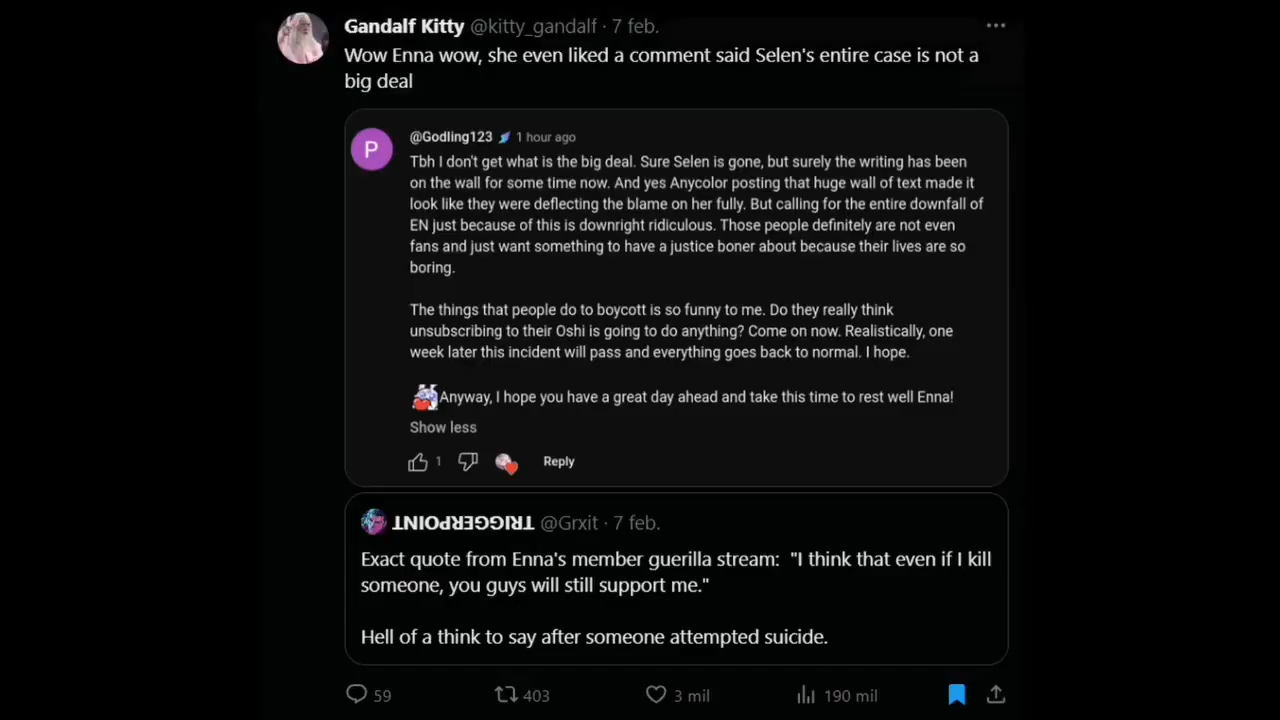 Gandalf Kitty @kitty_gandalf · 7 feb.
Wow Enna wow, she even liked a comment said Selen's entire case is not a
big deal
P
@Godling123 1 hour ago
Tbh I don't get what is the big deal. Sure Selen is gone, but surely the writing has been
on the wall for some time now. And yes Anycolor posting that huge wall of text made it
look like they were deflecting the blame on her fully. But calling for the entire downfall of
EN just because of this is downright ridiculous. Those people definitely are not even
fans and just want something to have a justice boner about because their lives are so
boring.
The things that people do to boycott is so funny to me. Do they really think
unsubscribing to their Oshi is going to do anything? Come on now. Realistically, one
week later this incident will pass and everything goes back to normal. I hope.
Anyway, I hope you have a great day ahead and take this time to rest well Enna!
Show less
1 Reply
TRIGGERPOINT @Grxit · 7 feb.
Exact quote from Enna's member guerilla stream: "I think that even if I kill
someone, you guys will still support me."
Hell of a think to say after someone attempted suicide.
59 403 3 mil 190 mil